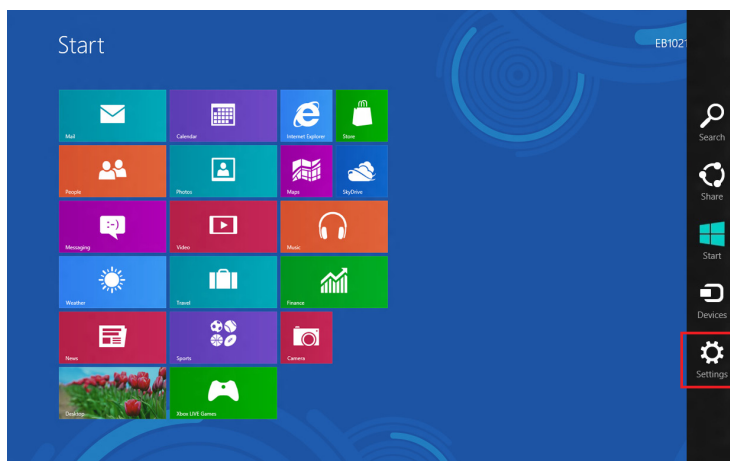 Start
EB1021
Mail
Calendar
Internet Explorer
Store
People
Photos
Maps
SkyDrive
Messaging
:-)
Video
Music
Weather
Travel
Finance
News
Sports
Camera
Desktop
Xbox LIVE Games
Search
Share
Start
Devices
Settings